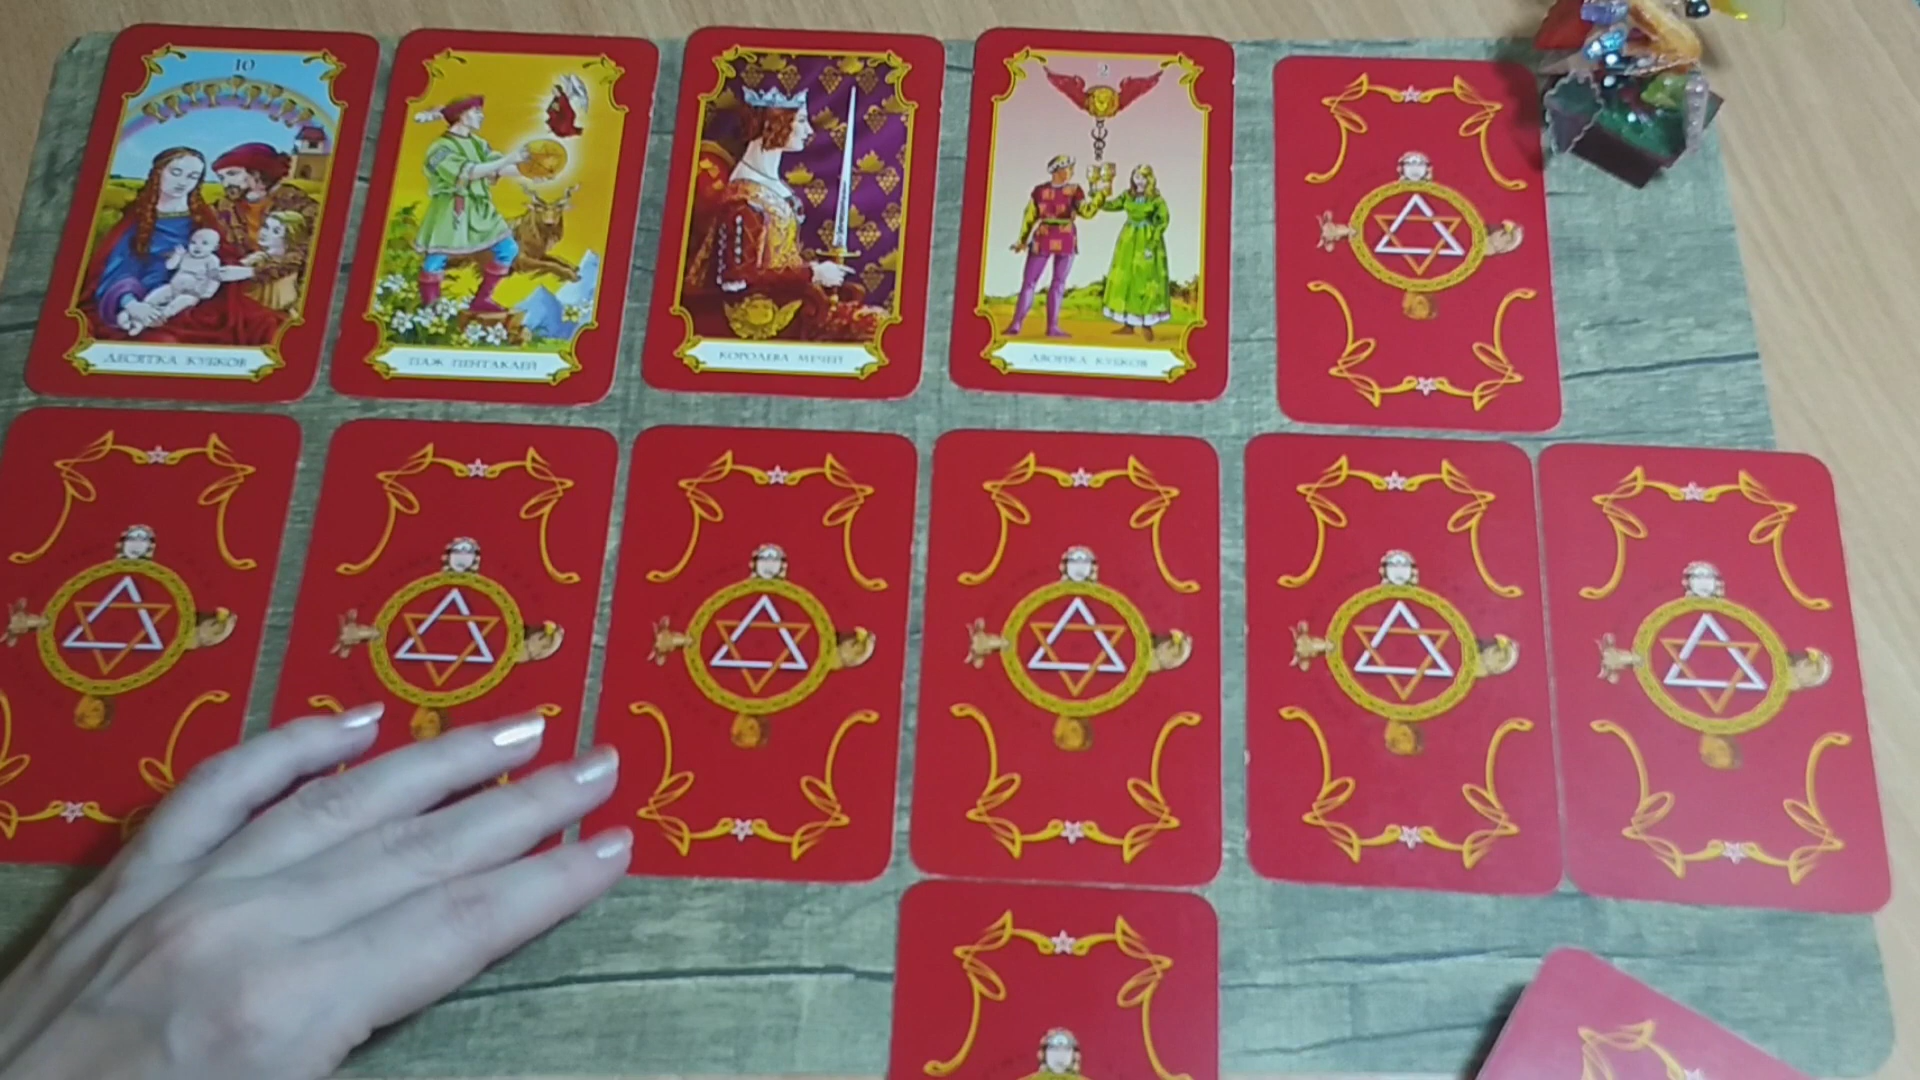 10
ДЕСЯТКА КУБКОВ
ПАЖ ПЕНТАКЛЕЙ
КОРОЛЕВА МЕЧЕЙ
2
ДВОЙКА КУБКОВ